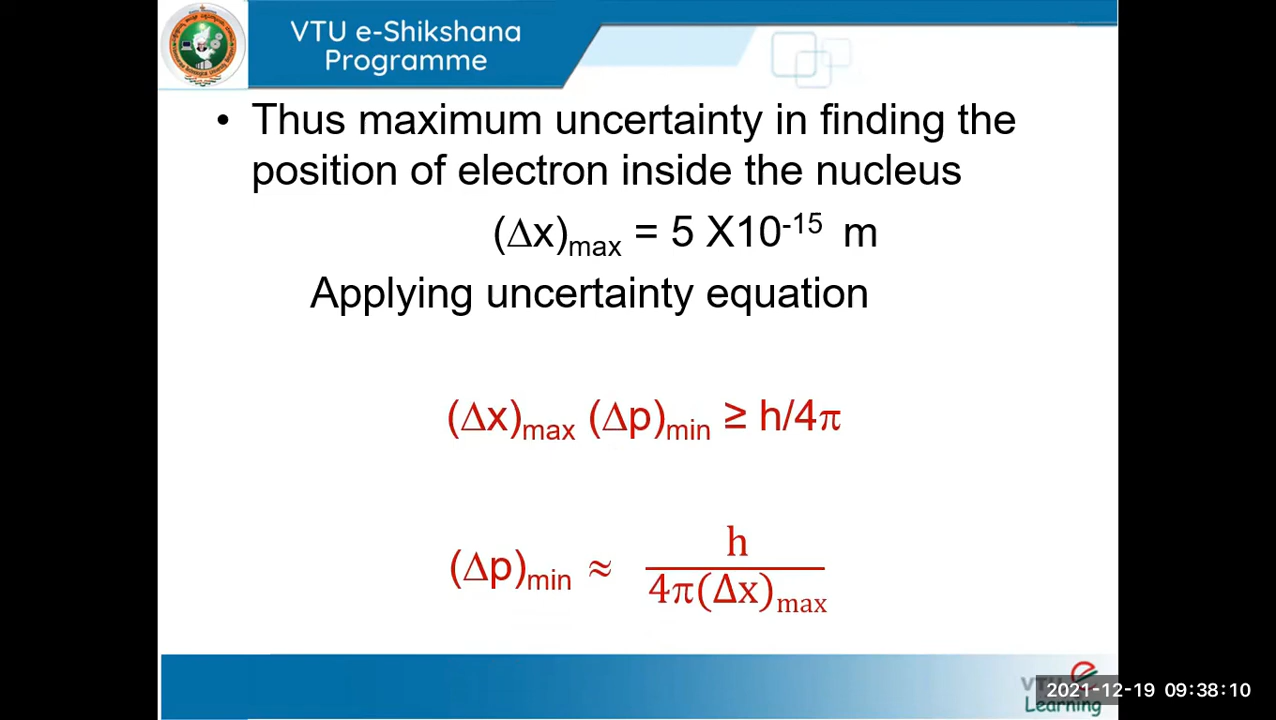 VTU e-Shikshana
Programme
• Thus maximum uncertainty in finding the
position of electron inside the nucleus
(Δx)max = 5 X10-15 m
Applying uncertainty equation
(Δx)max (Δp)min ≥ h/4π
(Δp)min ≈ h
4π(Δx)max
VTU e
Learning
2021-12-19 09:38:10